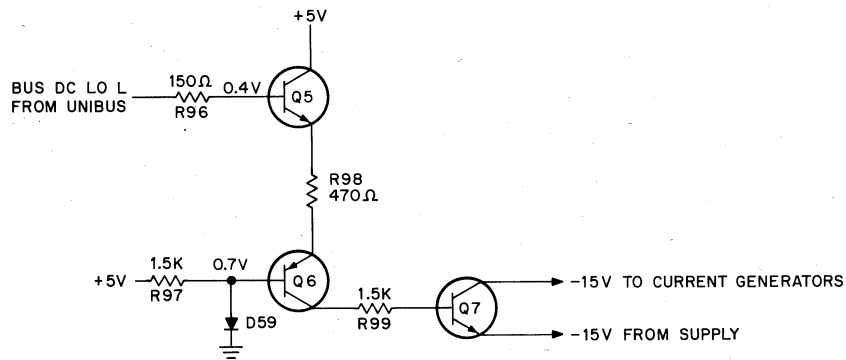 +5V
BUS DC LO L
FROM UNIBUS
150Ω
R96
0.4V
Q5
R98
470Ω
+5V
1.5K
R97
0.7V
Q6
D59
1.5K
R99
Q7
-15V TO CURRENT GENERATORS
-15V FROM SUPPLY